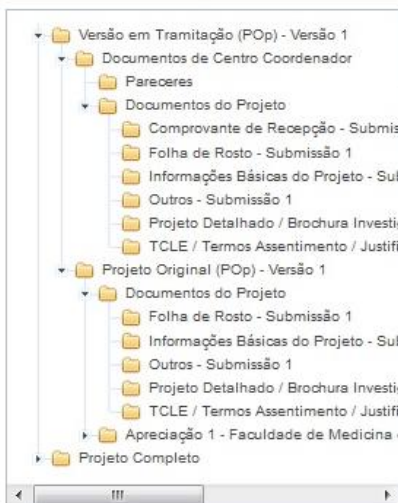 Versão em Tramitação (POp) - Versão 1
Documentos de Centro Coordenador
Pareceres
Documentos do Projeto
Comprovante de Recepção - Submis
Folha de Rosto - Submissão 1
Informações Básicas do Projeto - Sul
Outros - Submissão 1
Projeto Detalhado / Brochura Investi
TCLE / Termos Assentimento / Justifi
Projeto Original (POp) - Versão 1
Documentos do Projeto
Folha de Rosto - Submissão 1
Informações Básicas do Projeto - Sul
Outros - Submissão 1
Projeto Detalhado / Brochura Investi
TCLE / Termos Assentimento / Justifi
Apreciação 1 - Faculdade de Medicina
Projeto Completo